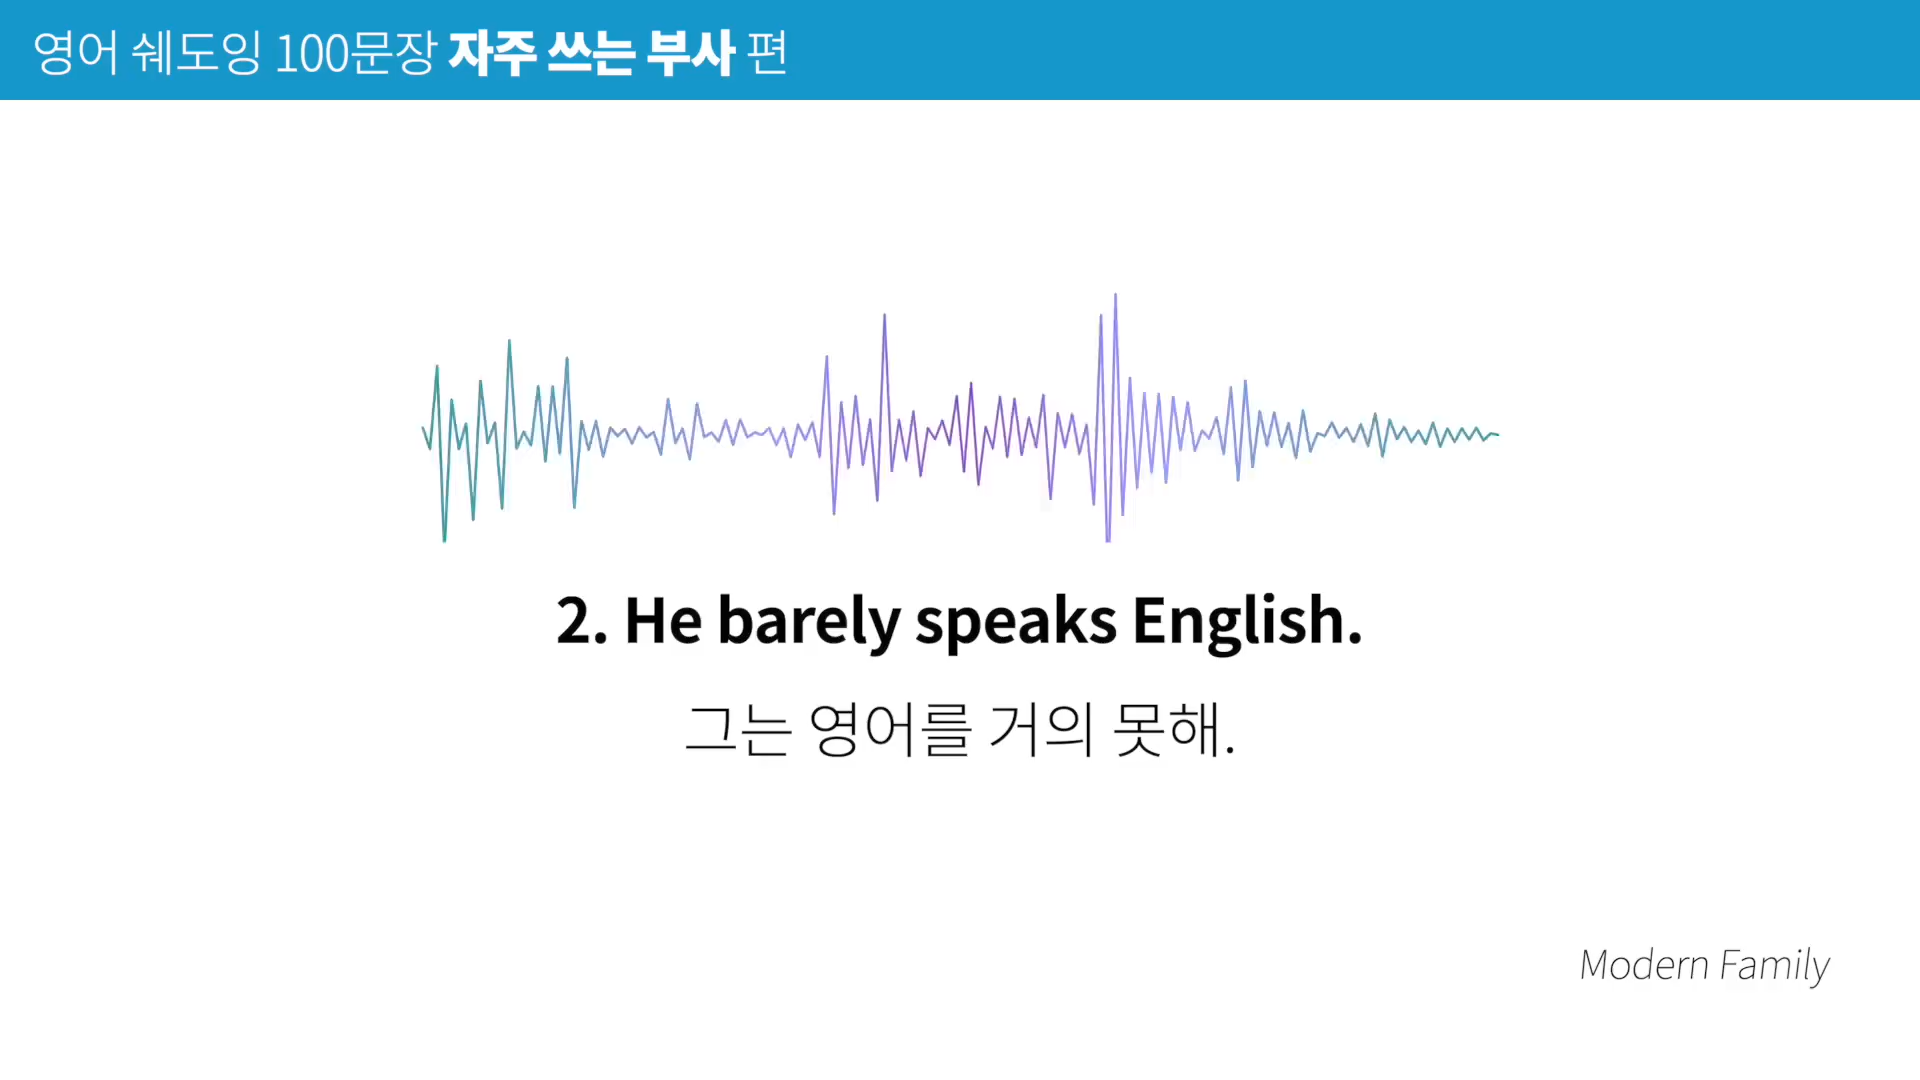 영어 쉐도잉 100문장 자주 쓰는 부사 편
2. He barely speaks English.
그는 영어를 거의 못해.
Modern Family